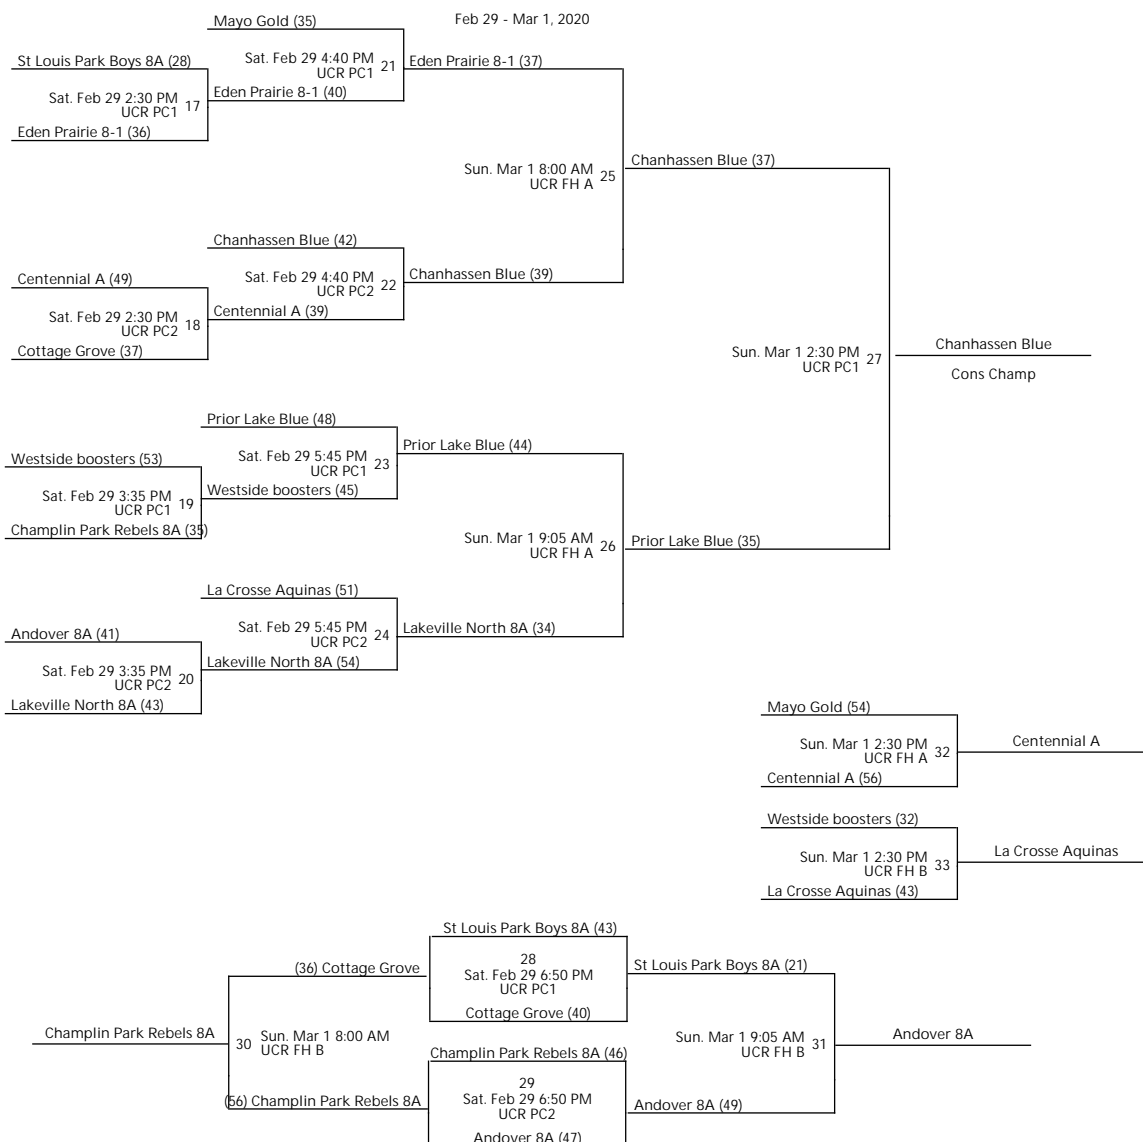 Mayo Gold (35)
Feb 29 - Mar 1, 2020
St Louis Park Boys 8A (28)
Sat. Feb 29 4:40 PM
UCR PC1
21
Eden Prairie 8-1 (37)
Sat. Feb 29 2:30 PM
UCR PC1
17
Eden Prairie 8-1 (40)
Eden Prairie 8-1 (36)
Sun. Mar 1 8:00 AM
UCR FH A
25
Chanhassen Blue (37)
Chanhassen Blue (42)
Centennial A (49)
Sat. Feb 29 4:40 PM
UCR PC2
22
Chanhassen Blue (39)
Sat. Feb 29 2:30 PM
UCR PC2
18
Centennial A (39)
Cottage Grove (37)
Sun. Mar 1 2:30 PM
UCR PC1
27
Chanhassen Blue
Cons Champ
Prior Lake Blue (48)
Westside boosters (53)
Sat. Feb 29 5:45 PM
UCR PC1
23
Prior Lake Blue (44)
Sat. Feb 29 3:35 PM
UCR PC1
19
Westside boosters (45)
Champlin Park Rebels 8A (35)
Sun. Mar 1 9:05 AM
UCR FH A
26
Prior Lake Blue (35)
La Crosse Aquinas (51)
Andover 8A (41)
Sat. Feb 29 5:45 PM
UCR PC2
24
Lakeville North 8A (34)
Sat. Feb 29 3:35 PM
UCR PC2
20
Lakeville North 8A (54)
Lakeville North 8A (43)
Mayo Gold (54)
Sun. Mar 1 2:30 PM
UCR FH A
32
Centennial A
Centennial A (56)
Westside boosters (32)
Sun. Mar 1 2:30 PM
UCR FH B
33
La Crosse Aquinas
La Crosse Aquinas (43)
St Louis Park Boys 8A (43)
(36) Cottage Grove
28
Sat. Feb 29 6:50 PM
UCR PC1
St Louis Park Boys 8A (21)
Cottage Grove (40)
Champlin Park Rebels 8A
30
Sun. Mar 1 8:00 AM
UCR FH B
Sun. Mar 1 9:05 AM
UCR FH B
31
Andover 8A
Champlin Park Rebels 8A (46)
(56) Champlin Park Rebels 8A
29
Sat. Feb 29 6:50 PM
UCR PC2
Andover 8A (49)
Andover 8A (47)